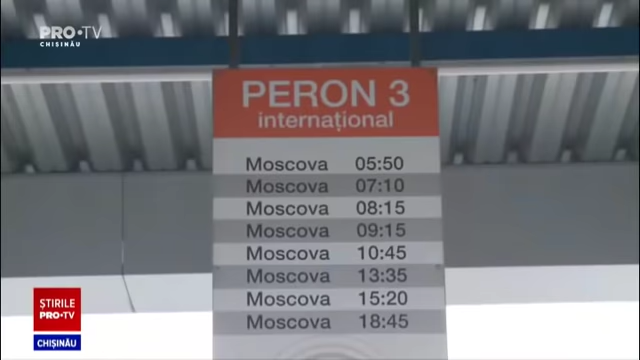 PRO·TV
CHIȘINĂU
PERON 3
internațional
Moscova 05:50
Moscova 07:10
Moscova 08:15
Moscova 09:15
Moscova 10:45
Moscova 13:35
Moscova 15:20
Moscova 18:45
ȘTIRILE
PRO·TV
CHIȘINĂU